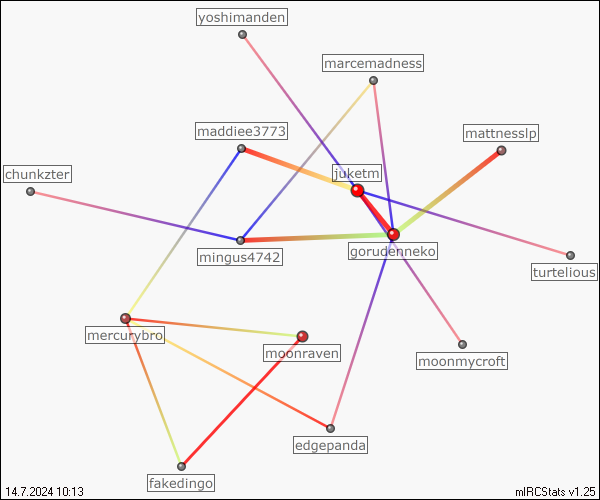 yoshimanden
marcemadness
maddiee3773
mattnesslp
juketm
chunkzter
gorudenneko
mingus4742
turtelious
mercurybro
moonraven
moonmycroft
edgepanda
fakedingo
14.7.2024 10:13
mIRCStats v1.25